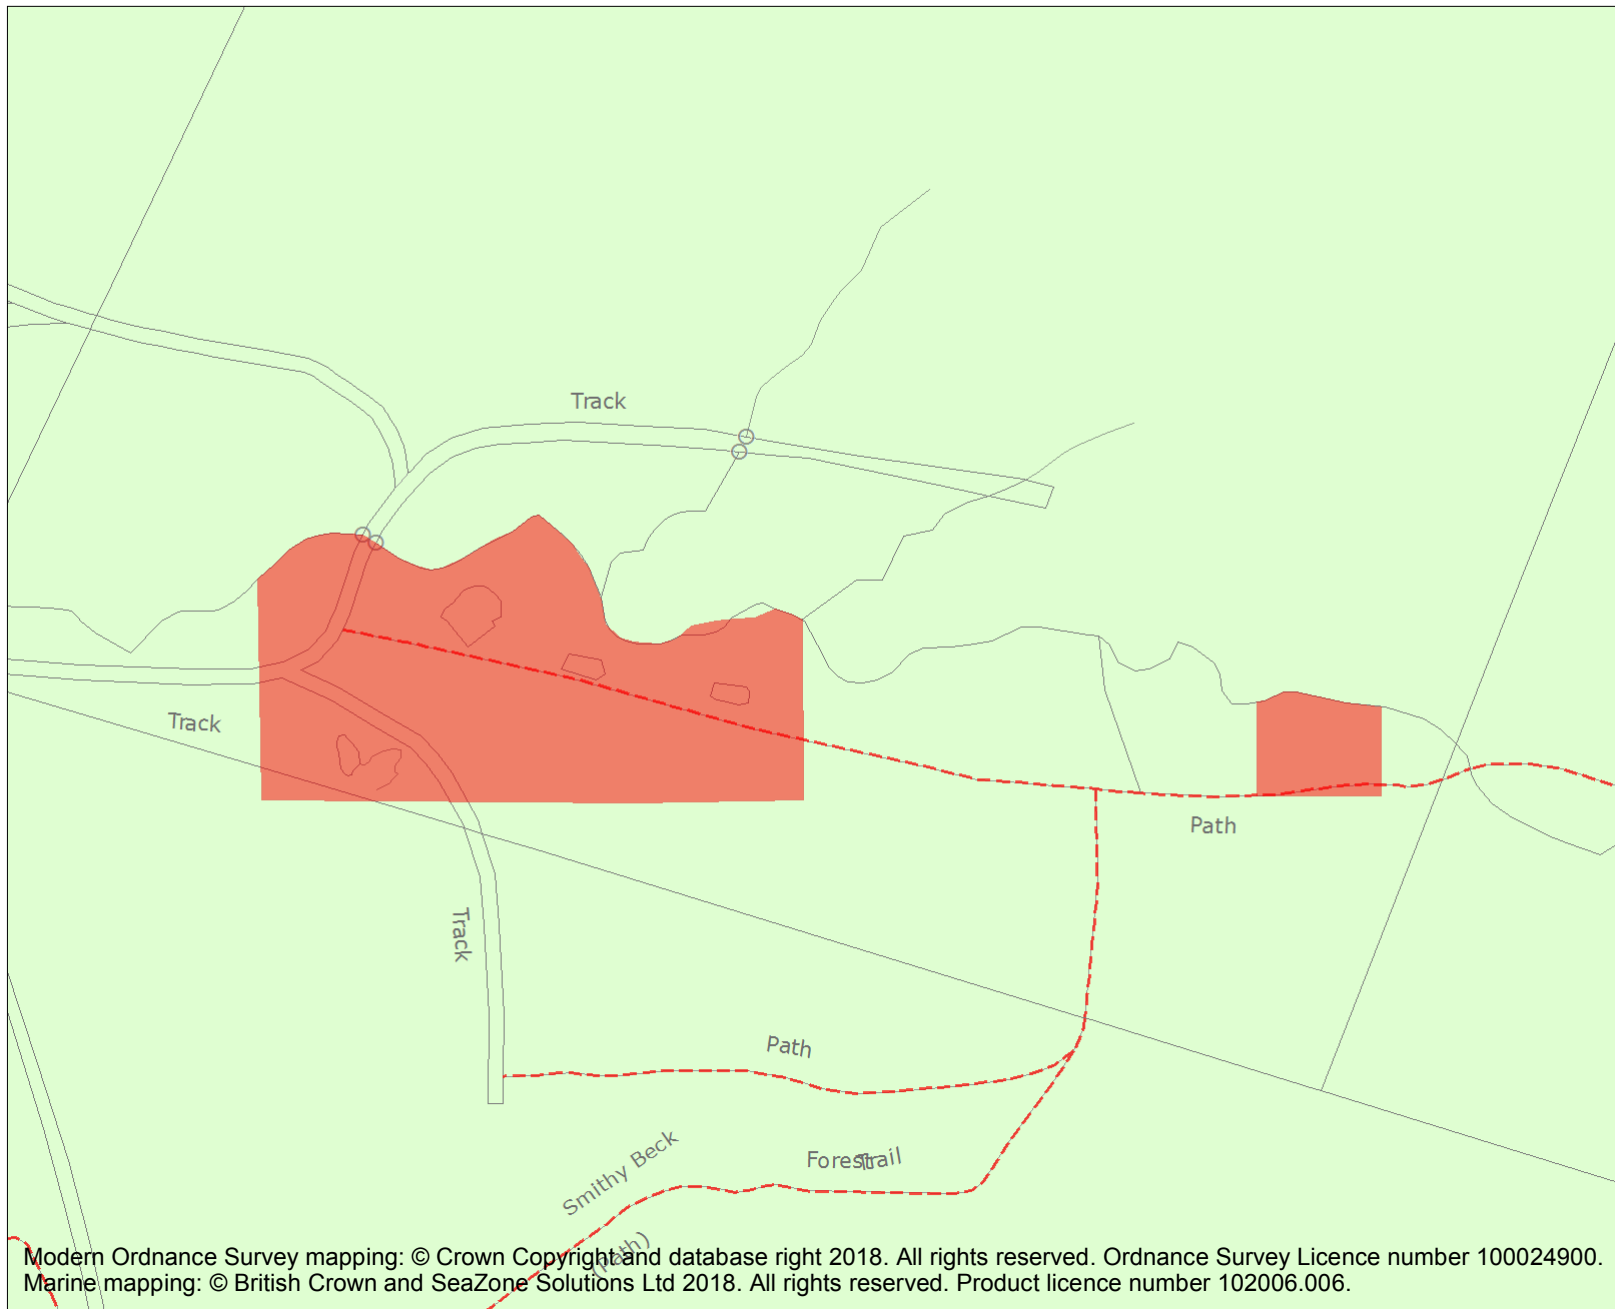 Track
Track
Path
Track
Path
Forest Trail
Smithy Beck
(Path)
Modern Ordnance Survey mapping: © Crown Copyright and database right 2018. All rights reserved. Ordnance Survey Licence number 100024900.
Marine mapping: © British Crown and SeaZone Solutions Ltd 2018. All rights reserved. Product licence number 102006.006.